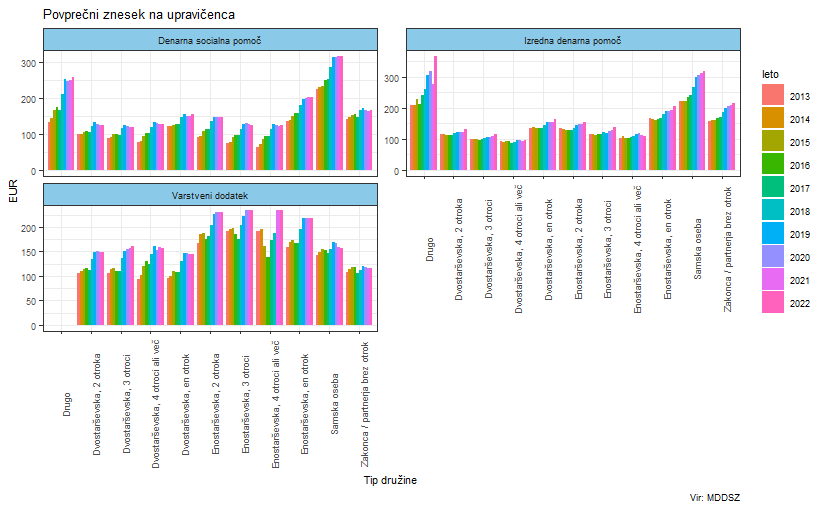 Povprečni znesek na upravičenca
Denarna socialna pomoč
Izredna denarna pomoč
300
200
100
0
300
200
100
0
Varstveni dodatek
200
150
100
50
0
EUR
Drugo
Dvostarševska, 2 otroka
Dvostarševska, 3 otroci
Dvostarševska, 4 otroci ali več
Dvostarševska, en otrok
Enostarševska, 2 otroka
Enostarševska, 3 otroci
Enostarševska, 4 otroci ali več
Enostarševska, en otrok
Samska oseba
Zakonca / partnerja brez otrok
Drugo
Dvostarševska, 2 otroka
Dvostarševska, 3 otroci
Dvostarševska, 4 otroci ali več
Dvostarševska, en otrok
Enostarševska, 2 otroka
Enostarševska, 3 otroci
Enostarševska, 4 otroci ali več
Enostarševska, en otrok
Samska oseba
Zakonca / partnerja brez otrok
Tip družine
leto
2013
2014
2015
2016
2017
2018
2019
2020
2021
2022
Vir: MDDSZ